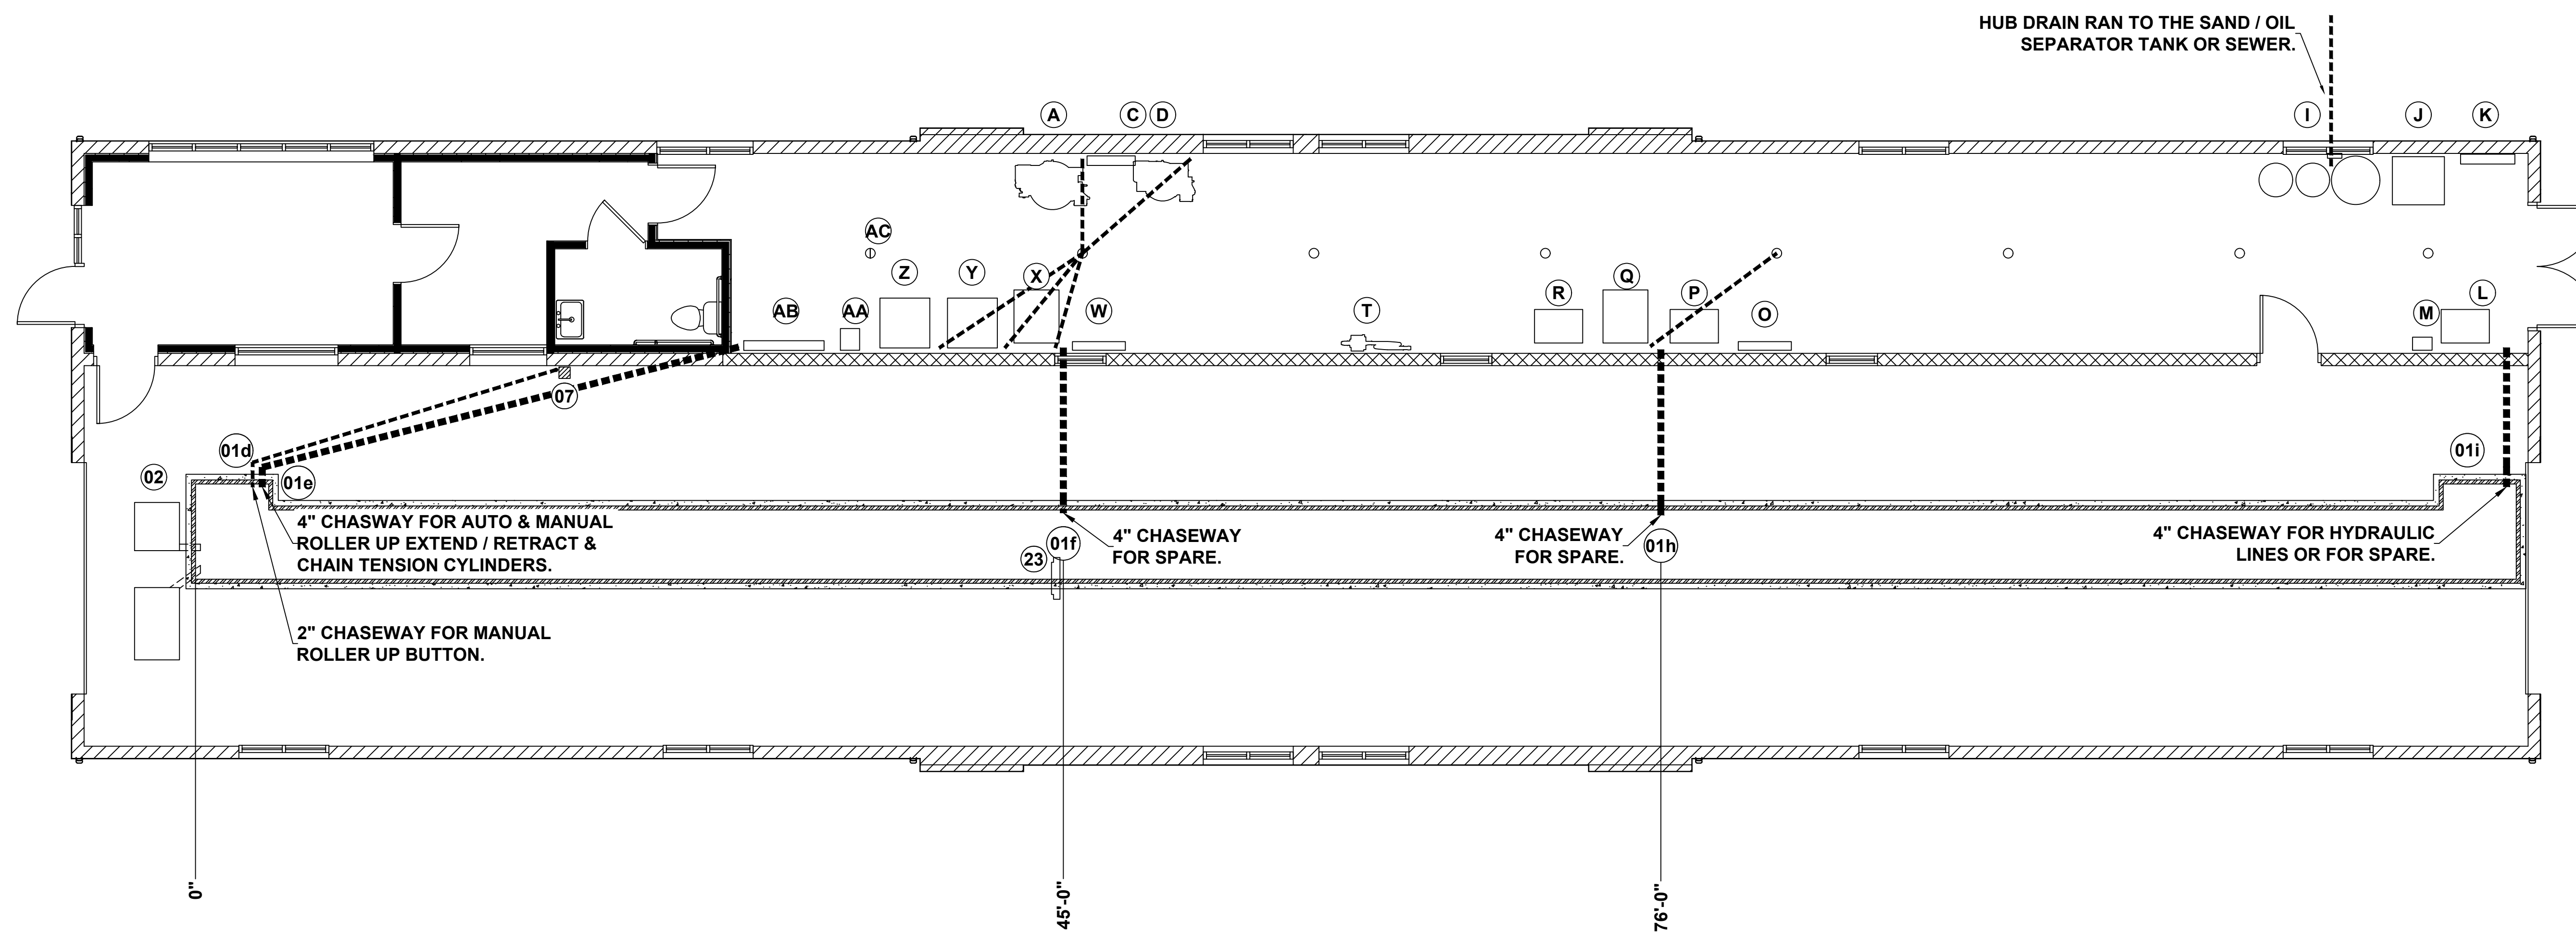 HUB DRAIN RAN TO THE SAND / OIL
SEPARATOR TANK OR SEWER.
A
C
D
I
J
K
AC
Z
Y
X
W
AB
AA
T
R
Q
P
O
M
L
07
01d
01e
02
01i
4" CHASWAY FOR AUTO & MANUAL
ROLLER UP EXTEND / RETRACT &
CHAIN TENSION CYLINDERS.
23
01f
4" CHASEWAY
FOR SPARE.
4" CHASEWAY
FOR SPARE.
01h
4" CHASEWAY FOR HYDRAULIC
LINES OR FOR SPARE.
2" CHASEWAY FOR MANUAL
ROLLER UP BUTTON.
0"
45'-0"
76'-0"